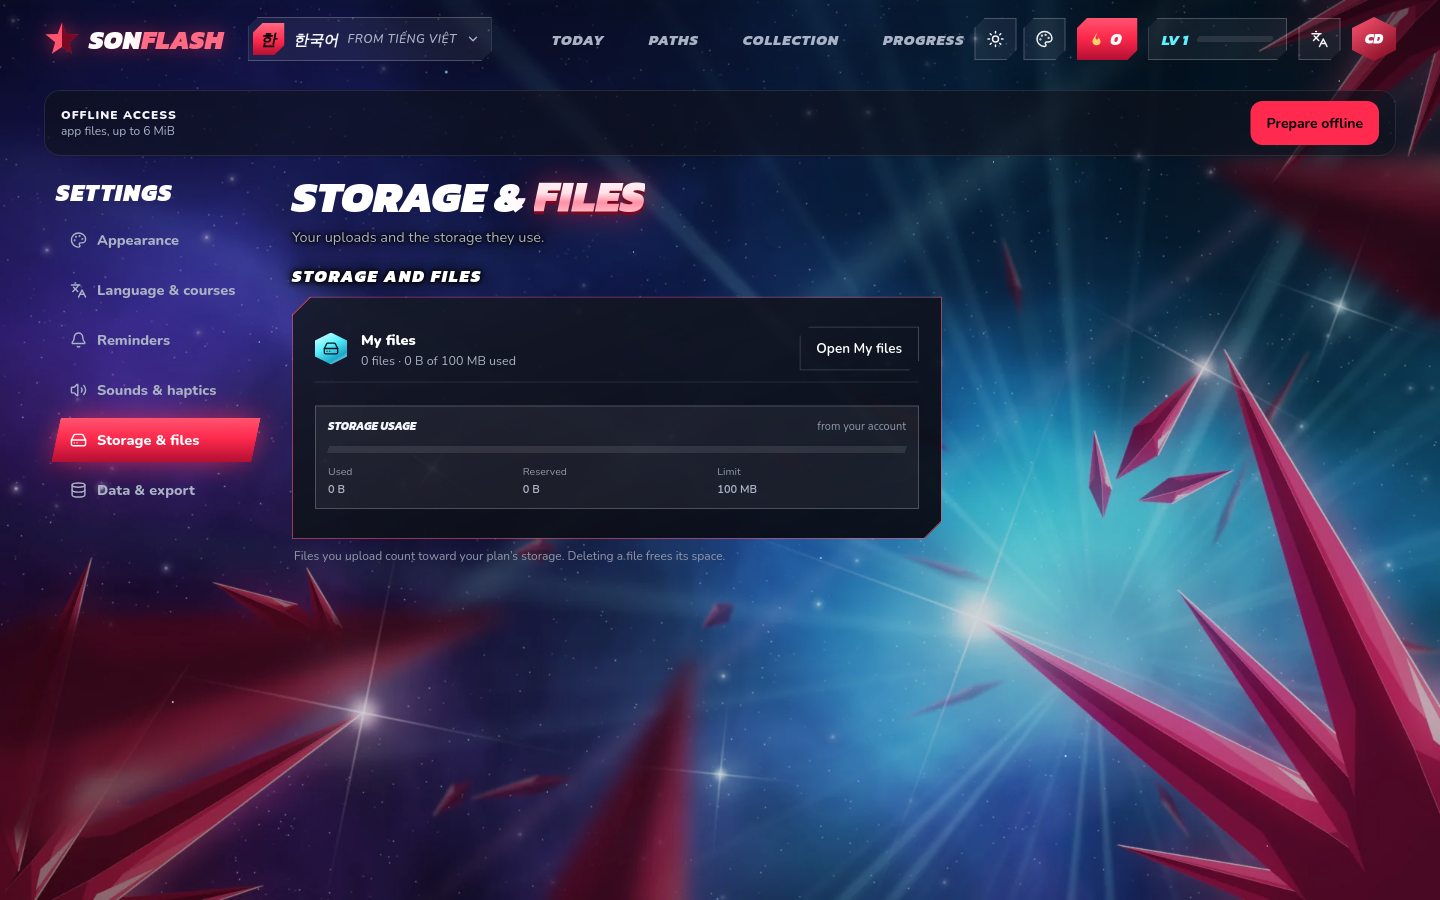 SONFLASH
한 한국어 FROM TIẾNG VIỆT
TODAY
PATHS
COLLECTION
PROGRESS
0
LV 1
CD
OFFLINE ACCESS
app files, up to 6 MiB
Prepare offline
SETTINGS
Appearance
Language & courses
Reminders
Sounds & haptics
Storage & files
Data & export
STORAGE & FILES
Your uploads and the storage they use.
STORAGE AND FILES
My files
0 files · 0 B of 100 MB used
Open My files
STORAGE USAGE
from your account
Used
Reserved
Limit
0 B
0 B
100 MB
Files you upload count toward your plan's storage. Deleting a file frees its space.